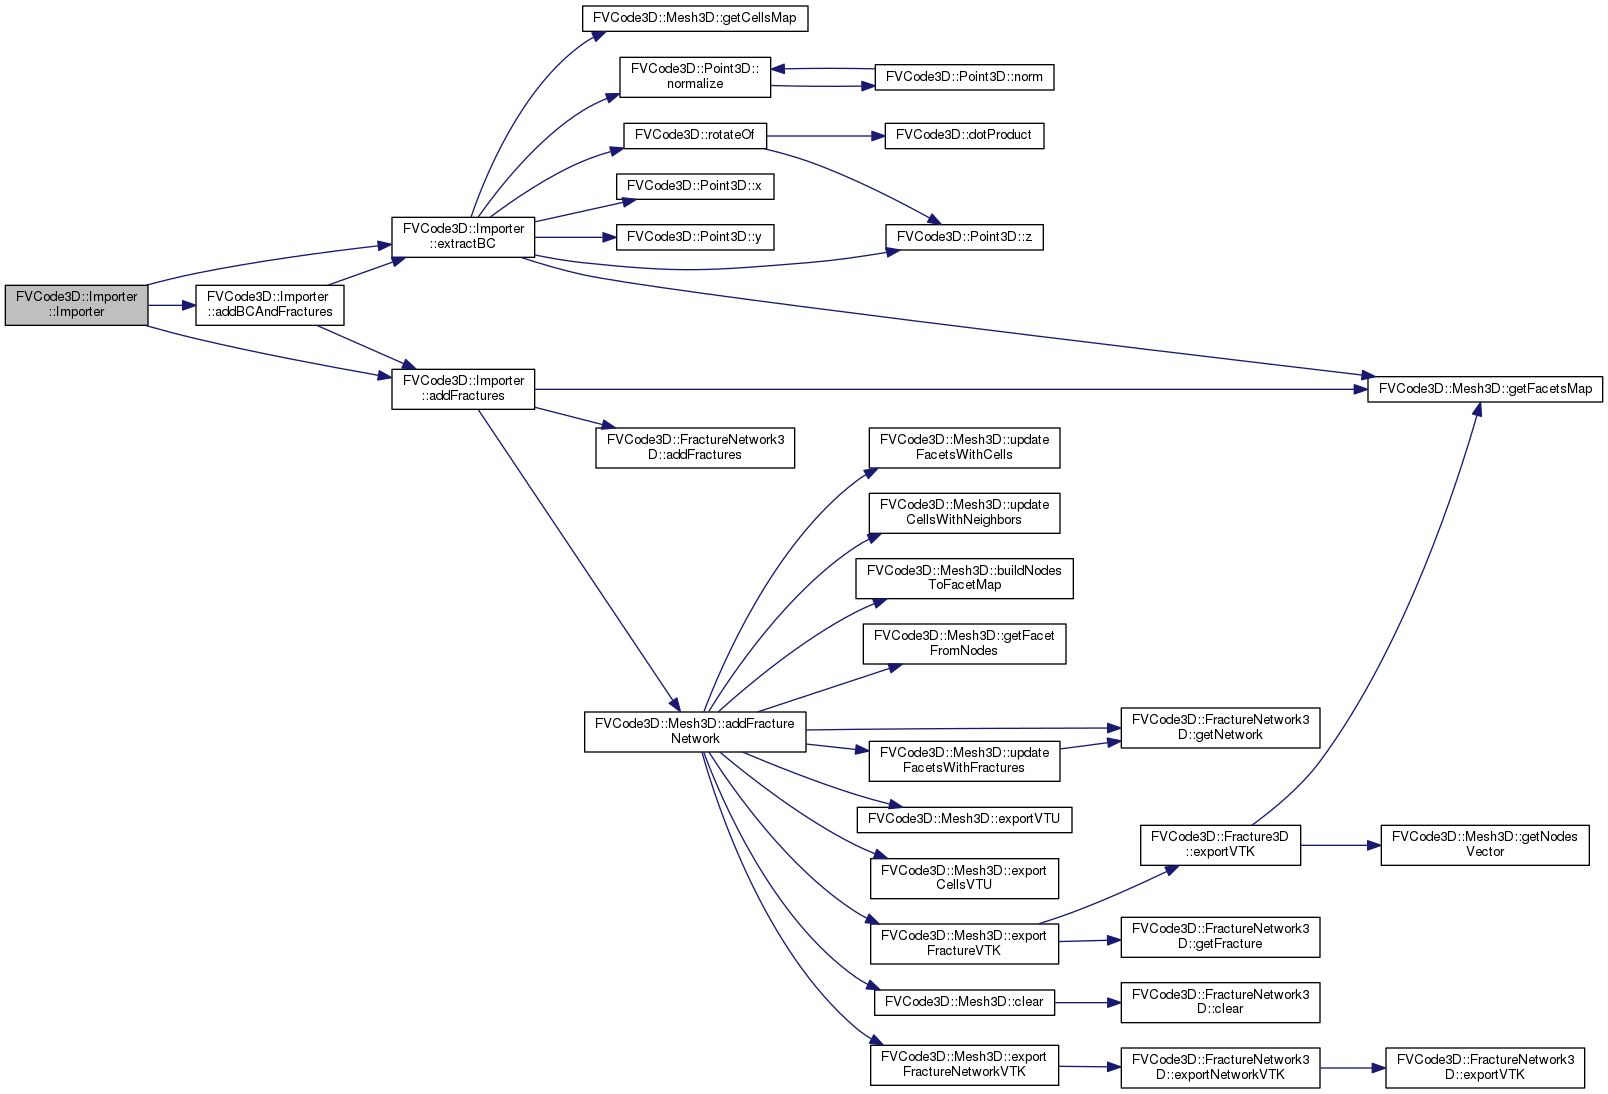 FVCode3D::Mesh3D::getCellsMap
FVCode3D::Point3D::
normalize
FVCode3D::Point3D::norm
FVCode3D::rotateOf
FVCode3D::dotProduct
FVCode3D::Point3D::x
FVCode3D::Importer
::extractBC
FVCode3D::Point3D::y
FVCode3D::Point3D::z
FVCode3D::Importer
::Importer
FVCode3D::Importer
::addBCAndFractures
FVCode3D::Importer
::addFractures
FVCode3D::Mesh3D::getFacetsMap
FVCode3D::FractureNetwork3
D::addFractures
FVCode3D::Mesh3D::update
FacetsWithCells
FVCode3D::Mesh3D::update
CellsWithNeighbors
FVCode3D::Mesh3D::buildNodes
ToFacetMap
FVCode3D::Mesh3D::getFacet
FromNodes
FVCode3D::Mesh3D::addFracture
Network
FVCode3D::FractureNetwork3
D::getNetwork
FVCode3D::Mesh3D::update
FacetsWithFractures
FVCode3D::Mesh3D::exportVTU
FVCode3D::Fracture3D
::exportVTK
FVCode3D::Mesh3D::getNodes
Vector
FVCode3D::Mesh3D::export
CellsVTU
FVCode3D::Mesh3D::export
FractureVTK
FVCode3D::FractureNetwork3
D::getFracture
FVCode3D::Mesh3D::clear
FVCode3D::FractureNetwork3
D::clear
FVCode3D::Mesh3D::export
FractureNetworkVTK
FVCode3D::FractureNetwork3
D::exportNetworkVTK
FVCode3D::FractureNetwork3
D::exportVTK